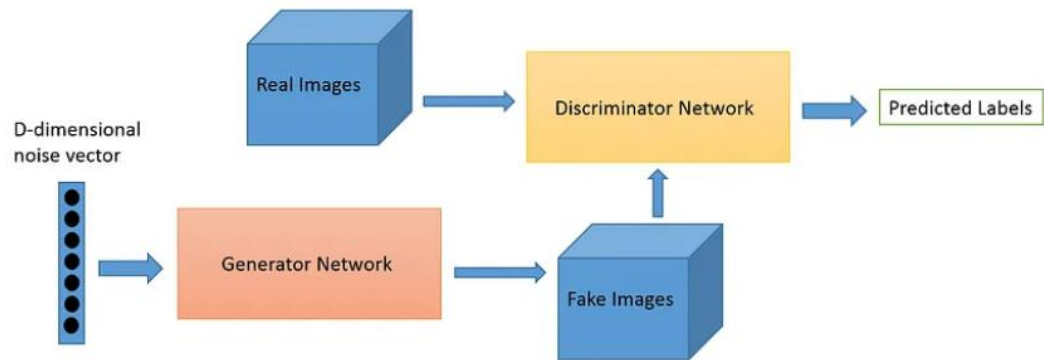 Real Images
Discriminator Network
Predicted Labels
D-dimensional
noise vector
Generator Network
Fake Images